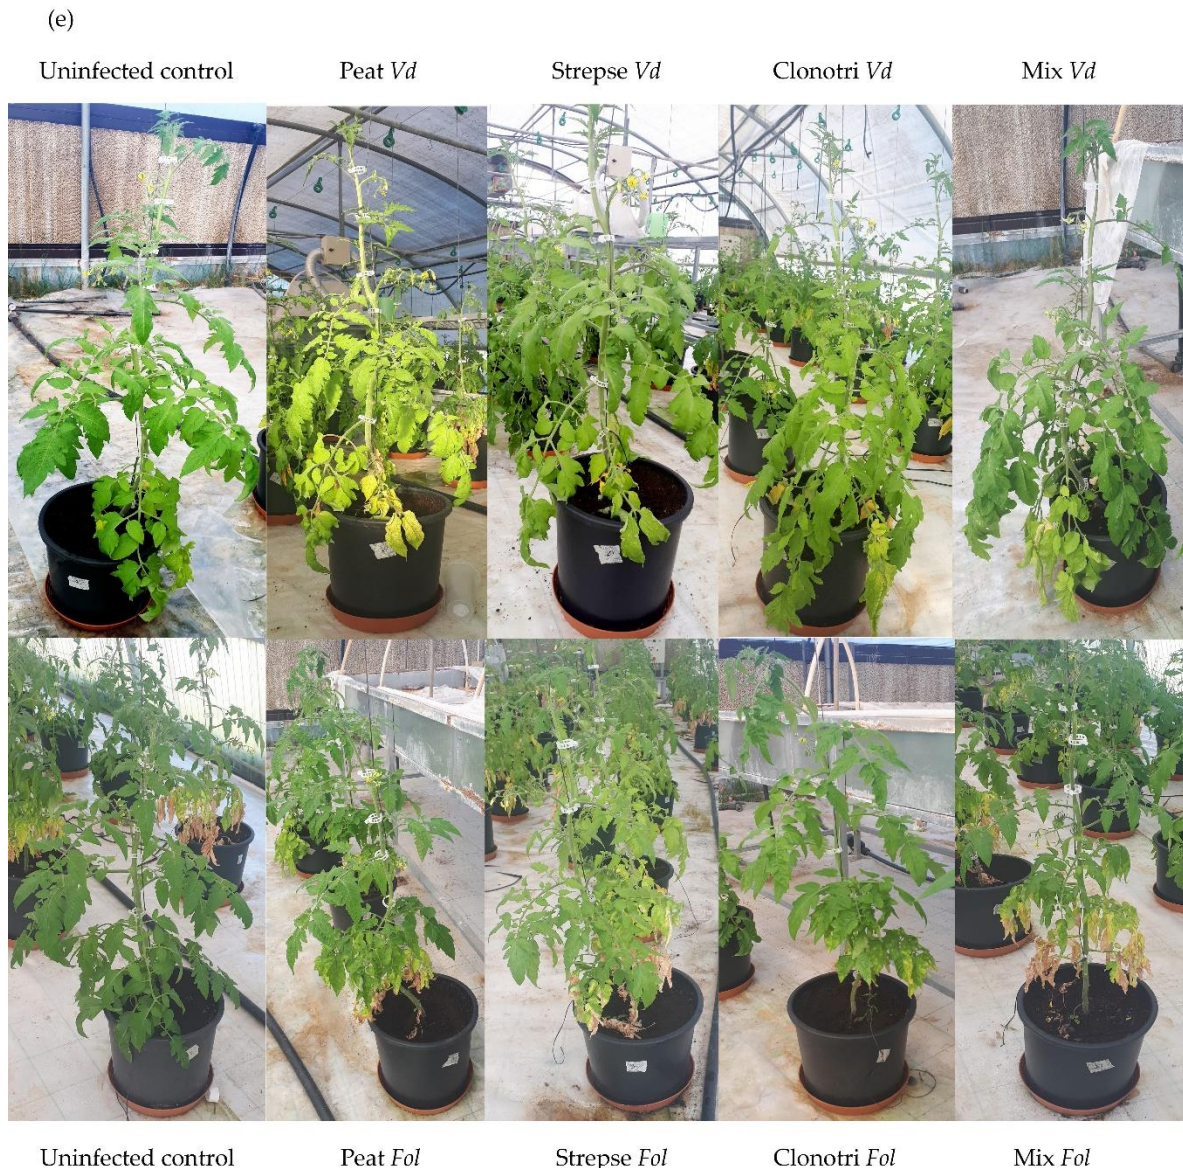 (e)
Uninfected control Peat Vd Strepse Vd Clonotri Vd Mix Vd
Uninfected control Peat Fol Strepse Fol Clonotri Fol Mix Fol